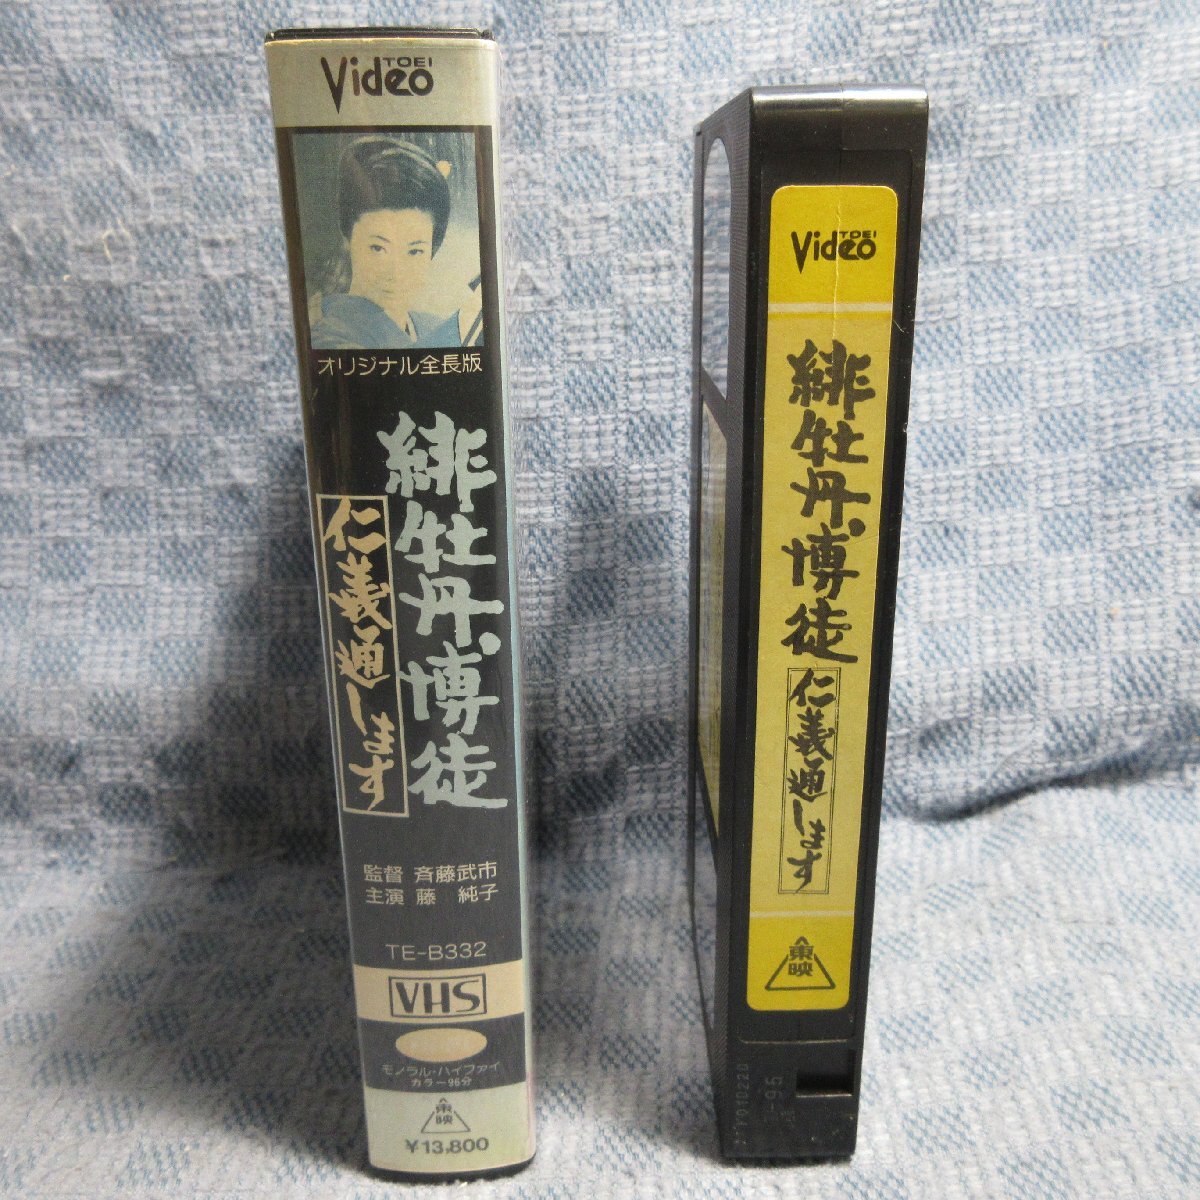 TOEI
Video
オリジナル全長版
緋牡丹博徒
仁義通します
監督 斉藤武市
主演 藤 純子
TE-B332
VHS
モノラル・ハイファイ
カラー96分
東映
¥13,800
TOEI
Video
緋牡丹博徒
仁義通します
東映